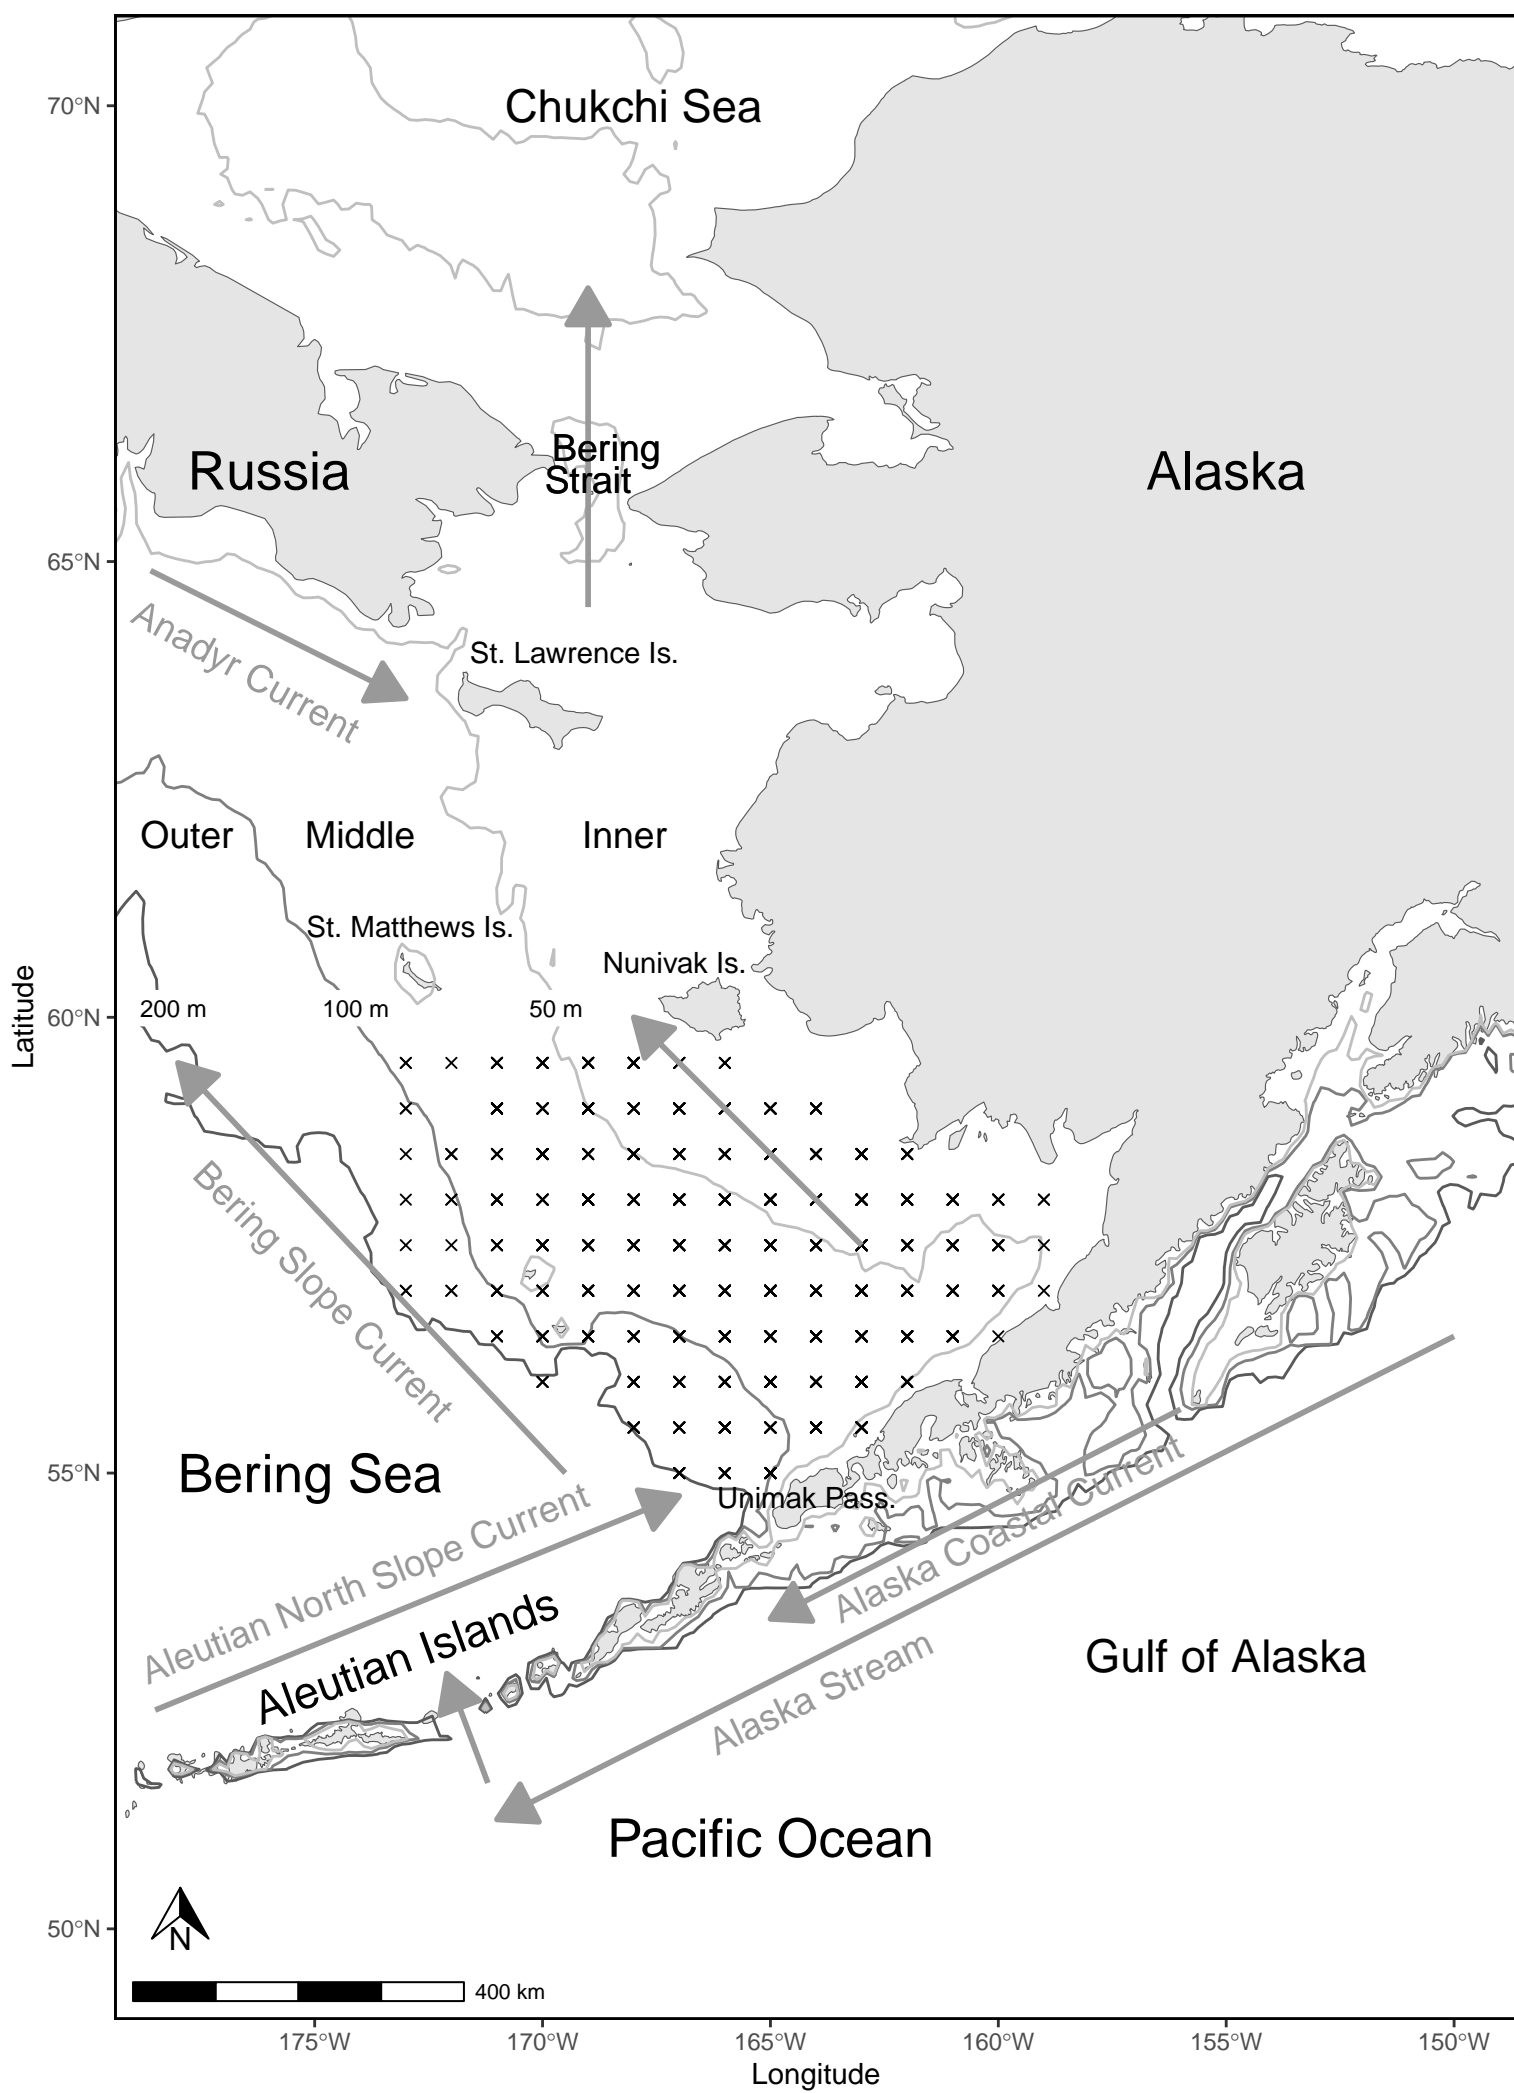 70°N
Chukchi Sea
Bering
Strait
Russia
Alaska
65°N
Anadyr Current
St. Lawrence Is.
Outer
Middle
Inner
St. Matthews Is.
Nunivak Is.
Latitude
60°N
200 m
100 m
50 m
Bering Slope Current
55°N
Bering Sea
Unimak Pass.
Aleutian North Slope Current
Alaska Coastal Current
Aleutian Islands
Alaska Stream
Gulf of Alaska
Pacific Ocean
50°N
N
400 km
175°W
170°W
165°W
160°W
155°W
150°W
Longitude